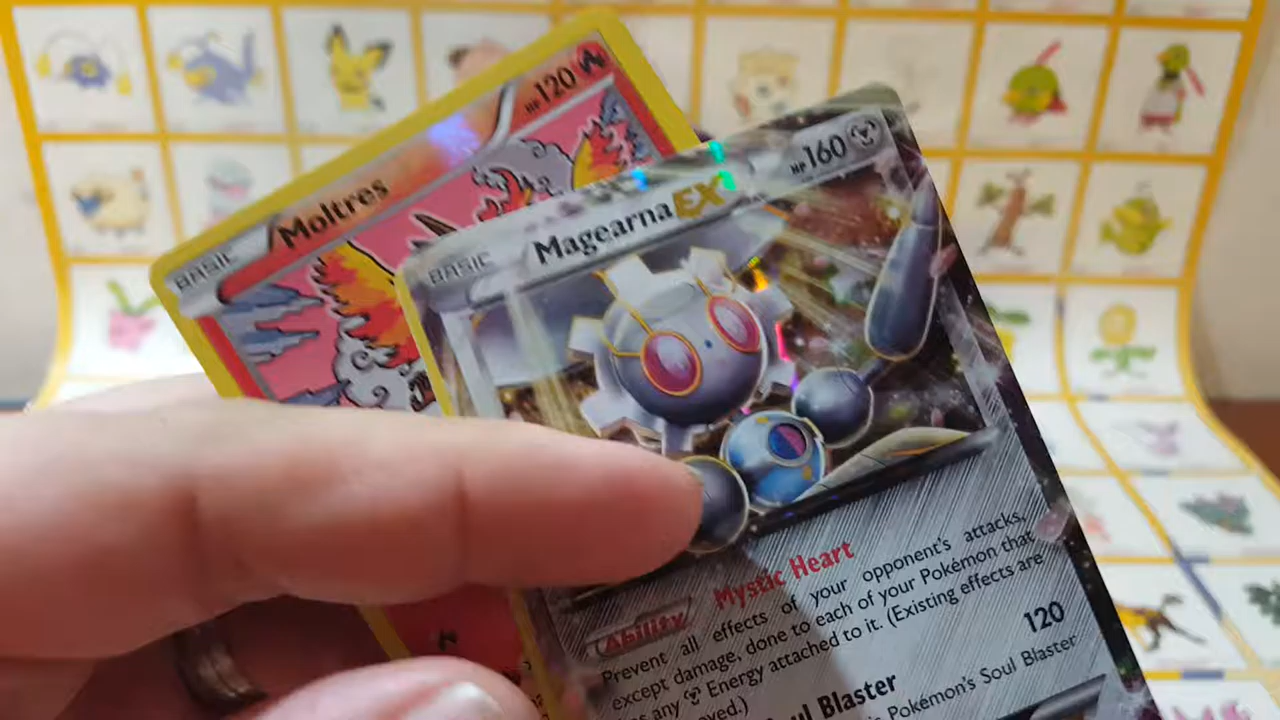 BASIC
Moltres
HP 120
BASIC
Magearna EX
HP 160
Ability
Mystic Heart
Prevent all effects of your opponent's attacks,
except damage, done to each of your Pokémon that
has any Energy attached to it. (Existing effects are
Soul Blaster
120
Pokémon's Soul Blaster